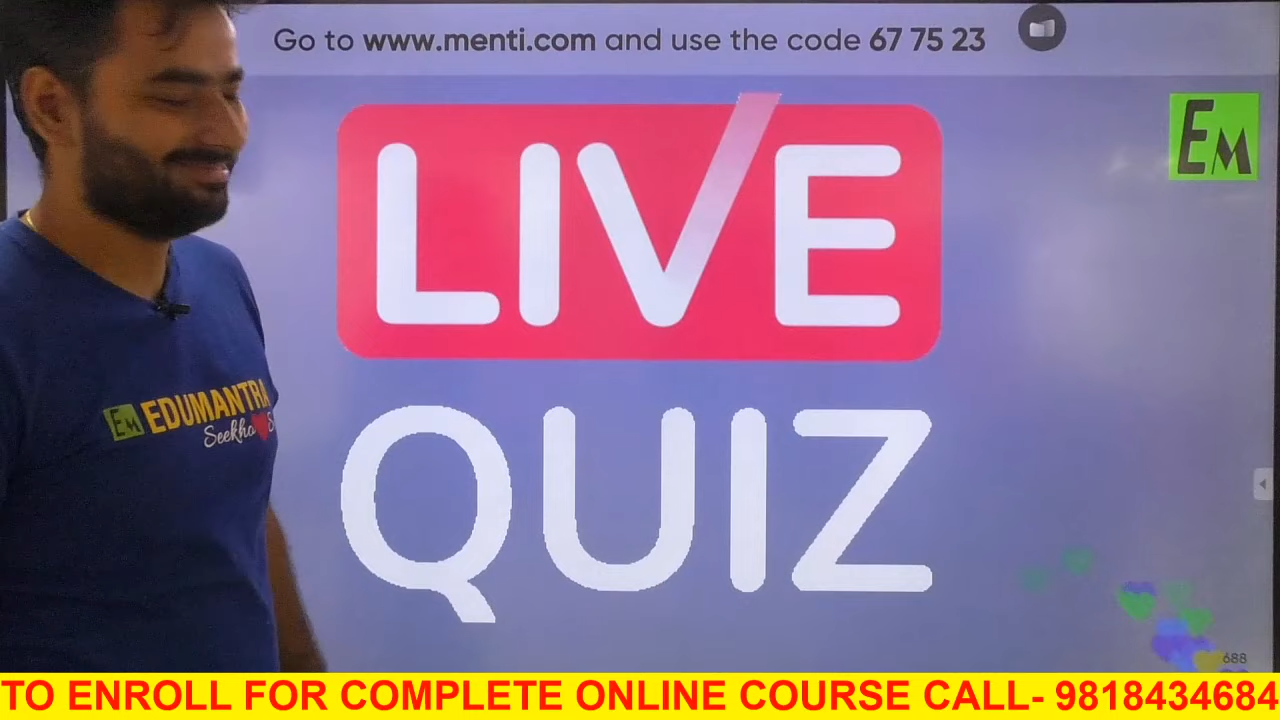 Go to www.menti.com and use the code 67 75 23
LIVE
QUIZ
EM
EM EDUMANTRA
Seekho
688
TO ENROLL FOR COMPLETE ONLINE COURSE CALL- 9818434684